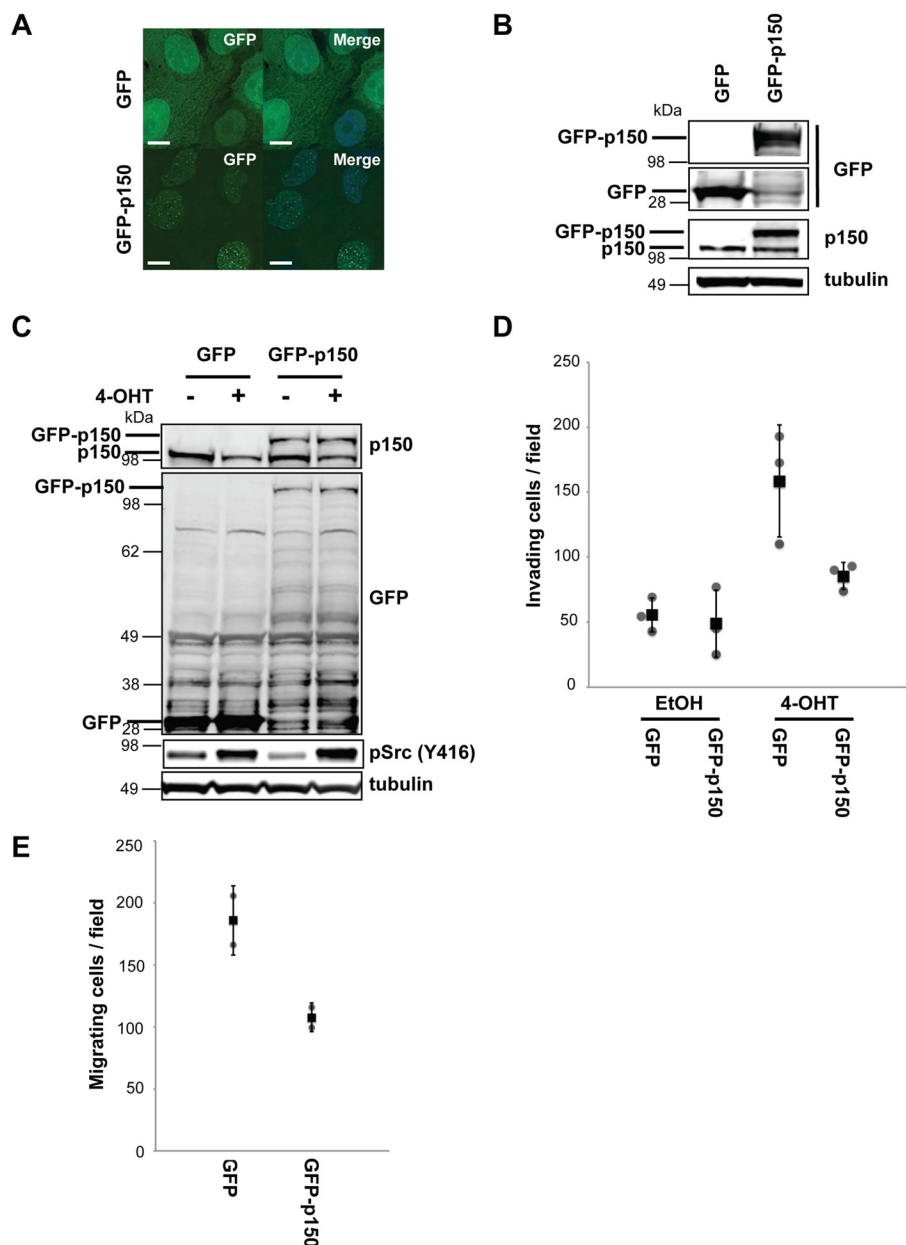 A
GFP
GFP
Merge
GFP-p150
GFP
Merge
B
GFP
GFP-p150
kDa
GFP-p150
98
GFP
28
GFP
GFP-p150
p150
98
p150
49
tubulin
C
GFP
GFP-p150
4-OHT
-
+
-
+
kDa
GFP-p150
p150
98
p150
GFP-p150
98
62
49
38
GFP
28
GFP
98
pSrc (Y416)
49
tubulin
D
Invading cells / field
250
200
150
100
50
0
EtOH
4-OHT
GFP
GFP-p150
GFP
GFP-p150
E
Migrating cells / field
250
200
150
100
50
0
GFP
GFP-p150